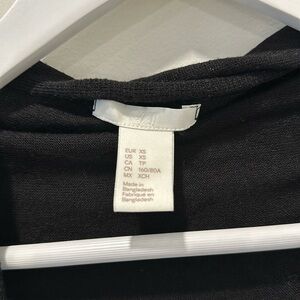 EUR XS
US XS
CA TP
CN 160/80A
MX XCH
Made in
Bangladesh
Fabriqué en
Bangladesh